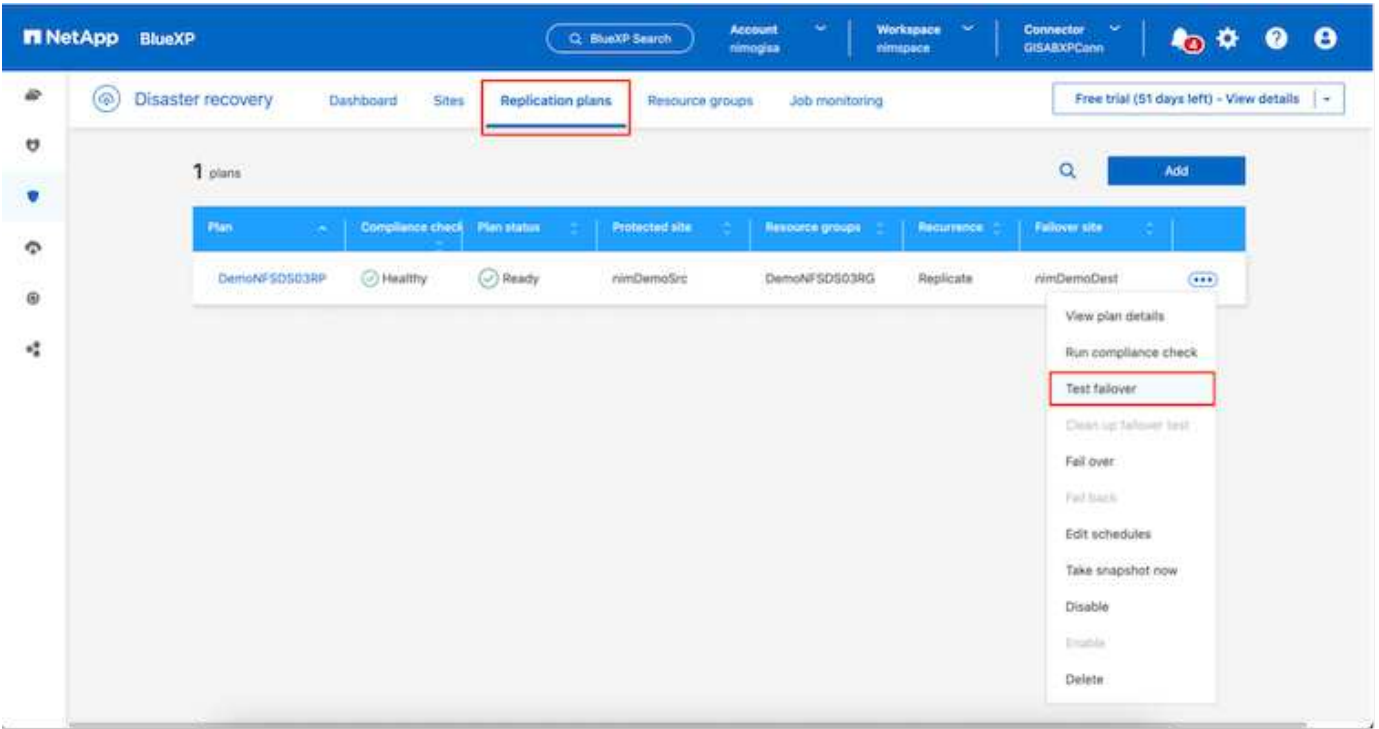 NetApp BlueXP
BlueXP Search
Account
nimogisa
Workspace
nimspace
Connector
GISABXPConn
4
Disaster recovery
Dashboard
Sites
Replication plans
Resource groups
Job monitoring
Free trial (51 days left) - View details
1 plans
Add
Plan
Compliance check
Plan status
Protected site
Resource groups
Recurrence
Failover site
DemoNFSDS03RP
Healthy
Ready
nimDemoSrc
DemoNFSDS03RG
Replicate
nimDemoDest
View plan details
Run compliance check
Test failover
Clean up failover test
Fail over
Fail back
Edit schedules
Take snapshot now
Disable
Enable
Delete